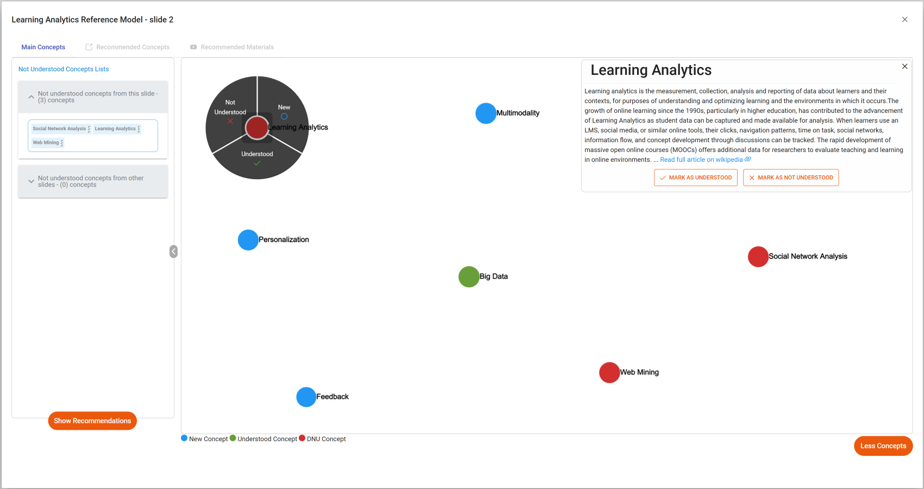 Learning Analytics Reference Model - slide 2
Main Concepts
Recommended Concepts
Recommended Materials
Not Understood Concepts Lists
Not understood concepts from this slide -
(3) concepts
Social Network Analysis
Learning Analytics
Web Mining
Not understood concepts from other
slides - (0) concepts
Show Recommendations
Not
Understood
New
Learning Analytics
Understood
Multimodality
Personalization
Big Data
Social Network Analysis
Web Mining
Feedback
Learning Analytics
Learning analytics is the measurement, collection, analysis and reporting of data about learners and their
contexts, for purposes of understanding and optimizing learning and the environments in which it occurs.The
growth of online learning since the 1990s, particularly in higher education, has contributed to the advancement
of Learning Analytics as student data can be captured and made available for analysis. When learners use an
LMS, social media, or similar online tools, their clicks, navigation patterns, time on task, social networks,
information flow, and concept development through discussions can be tracked. The rapid development of
massive open online courses (MOOCs) offers additional data for researchers to evaluate teaching and learning
in online environments. ... Read full article on wikipedia
MARK AS UNDERSTOOD
MARK AS NOT UNDERSTOOD
New Concept
Understood Concept
DNU Concept
Less Concepts